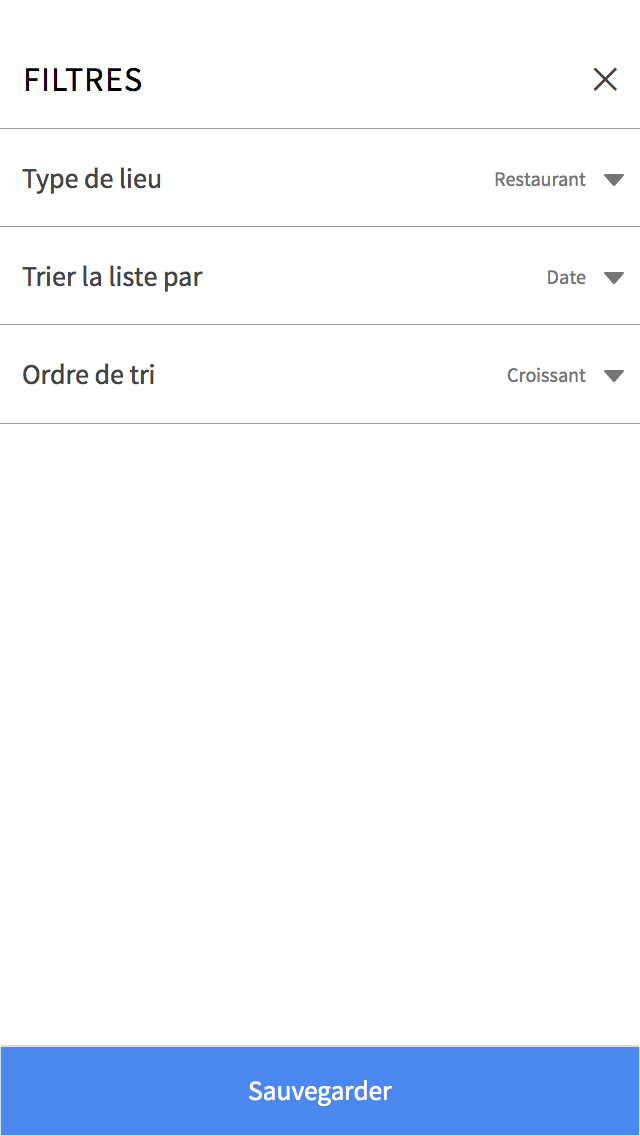 FILTRES
Type de lieu Restaurant
Trier la liste par Date
Ordre de tri Croissant
Sauvegarder